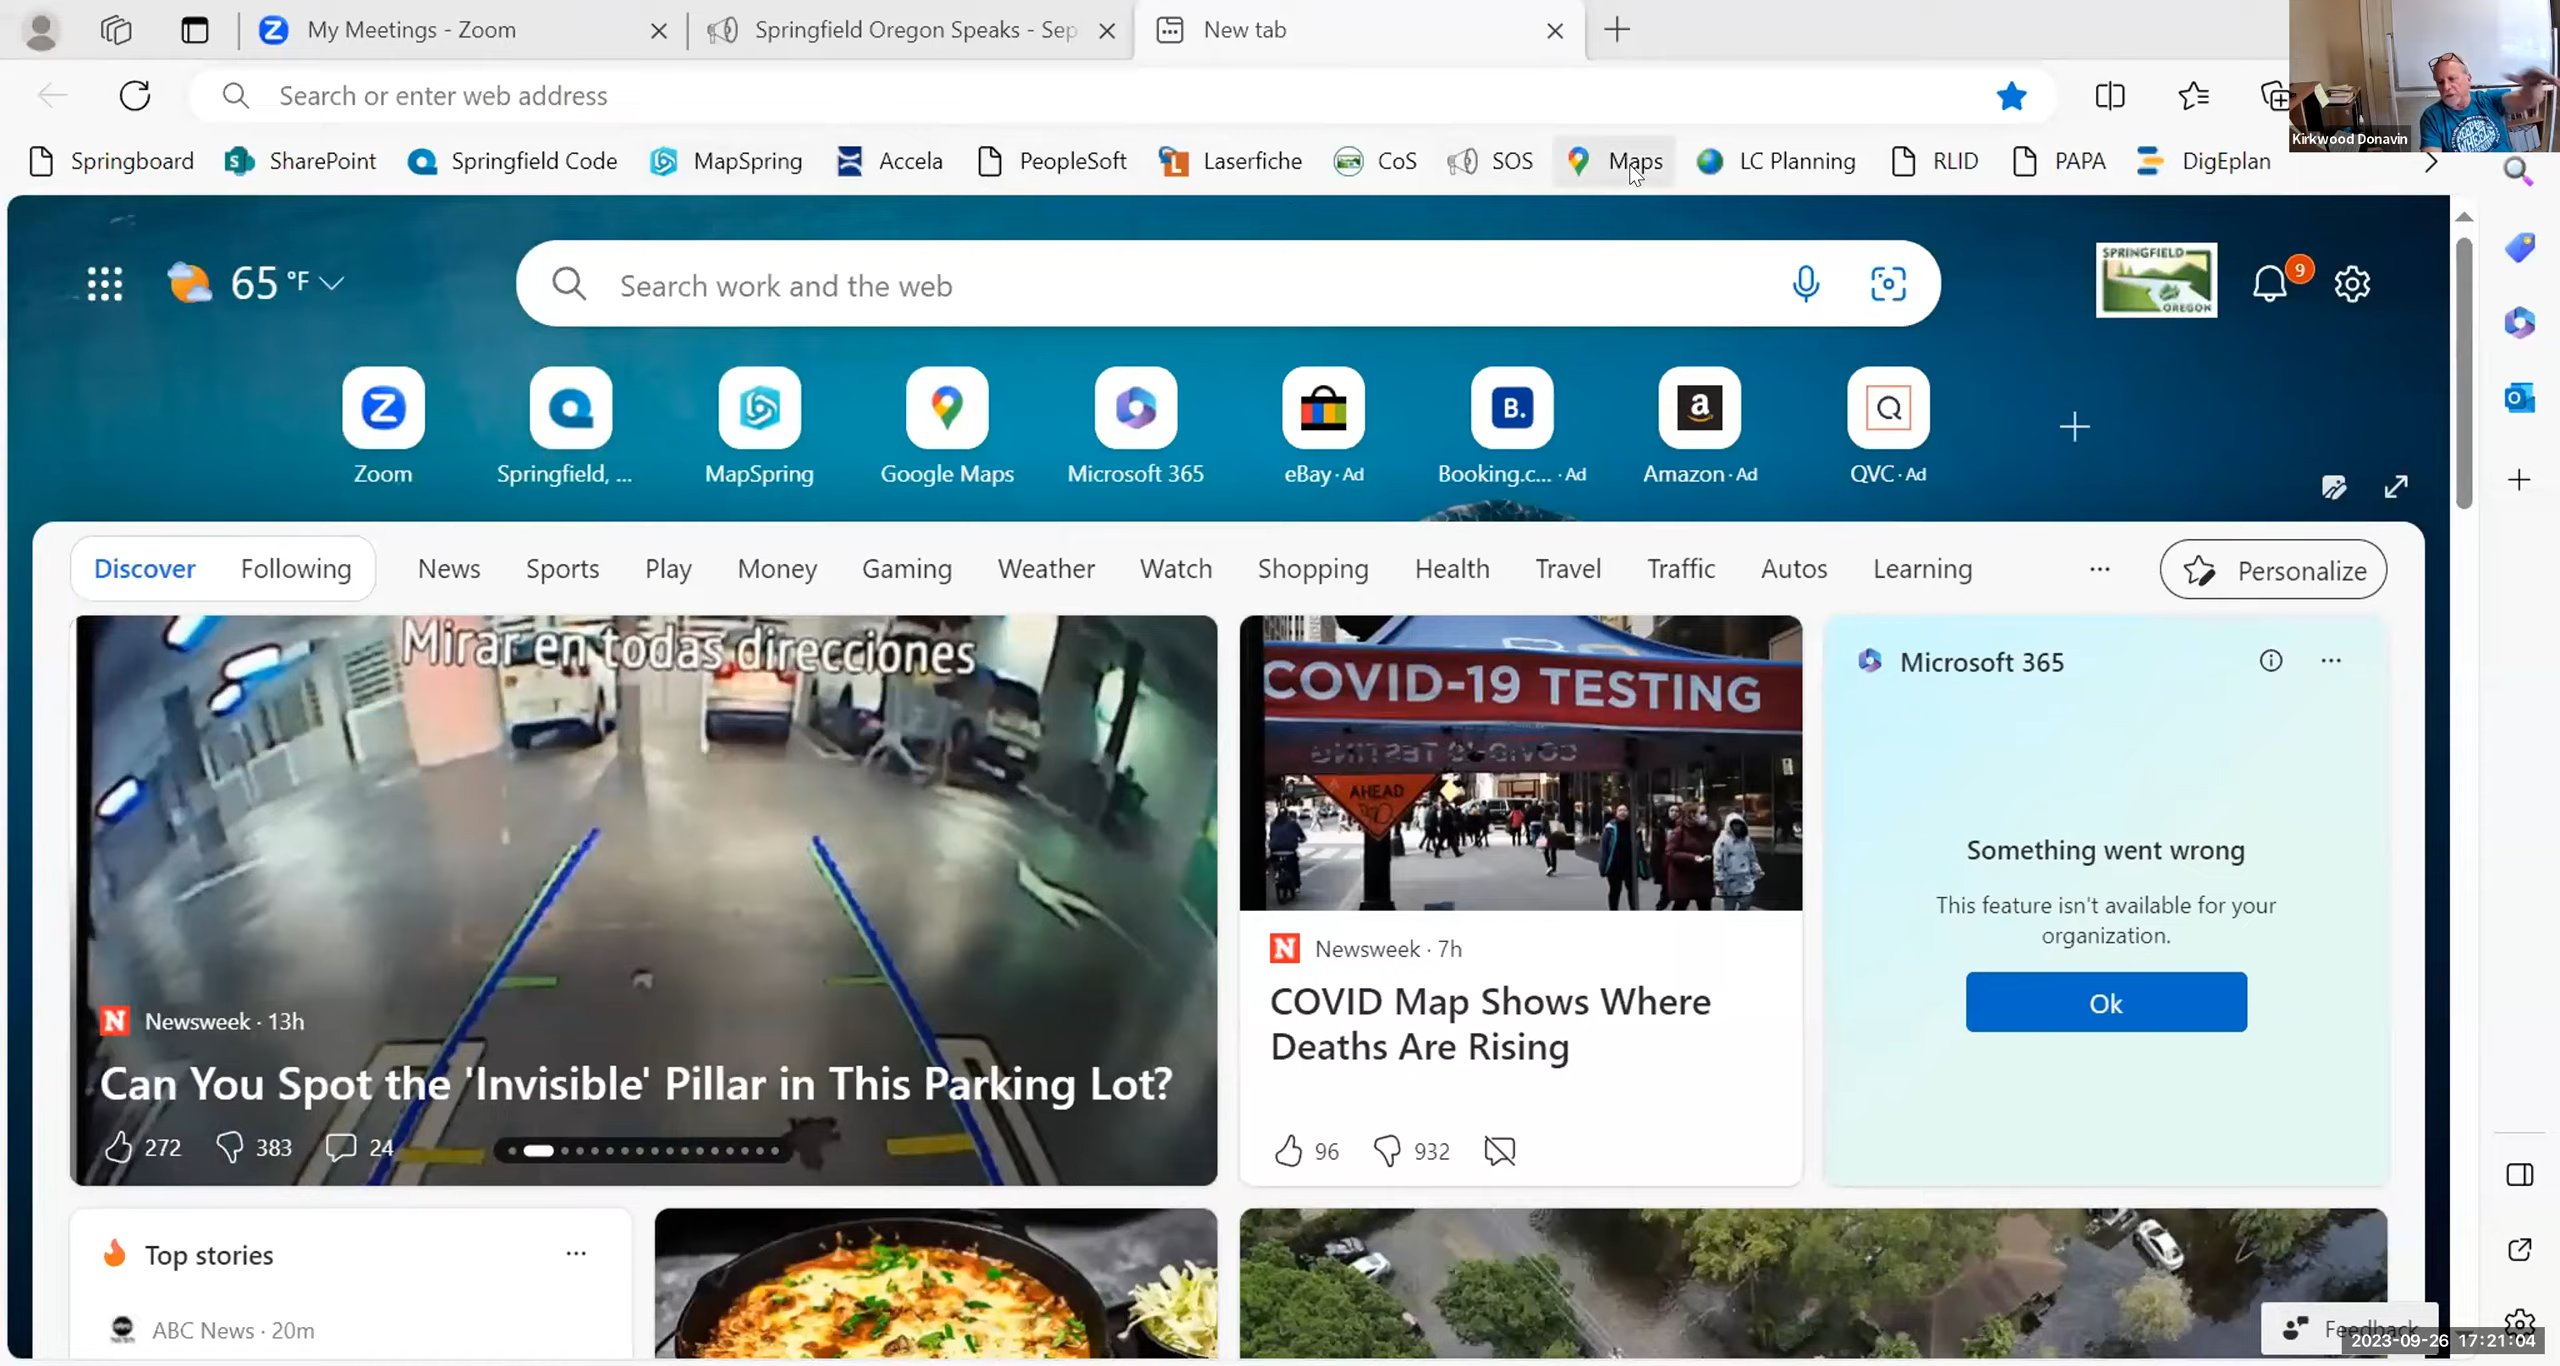 My Meetings - Zoom
Springfield Oregon Speaks - Sep
New tab
Search or enter web address
Kirkwood Donavin
Springboard
SharePoint
Springfield Code
MapSpring
Accela
PeopleSoft
Laserfiche
CoS
SOS
Maps
LC Planning
RLID
PAPA
DigEplan
65 °F
Search work and the web
SPRINGFIELD
OREGON
9
Zoom
Springfield, ...
MapSpring
Google Maps
Microsoft 365
eBay · Ad
Booking.c... · Ad
Amazon · Ad
QVC · Ad
Discover
Following
News
Sports
Play
Money
Gaming
Weather
Watch
Shopping
Health
Travel
Traffic
Autos
Learning
Personalize
Mirar en todas direcciones
Newsweek · 13h
Can You Spot the 'Invisible' Pillar in This Parking Lot?
272
383
24
COVID-19 TESTING
AHEAD
Newsweek · 7h
COVID Map Shows Where
Deaths Are Rising
96
932
Microsoft 365
Something went wrong
This feature isn't available for your
organization.
Ok
Top stories
ABC News · 20m
Feedback
2023-09-26 17:21:04